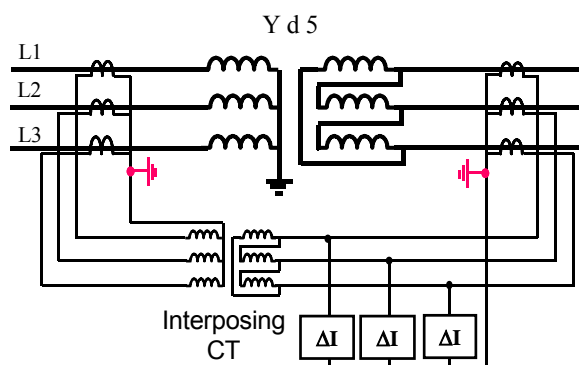 Y d 5
L1
L2
L3
Interposing
CT
ΔI ΔI ΔI